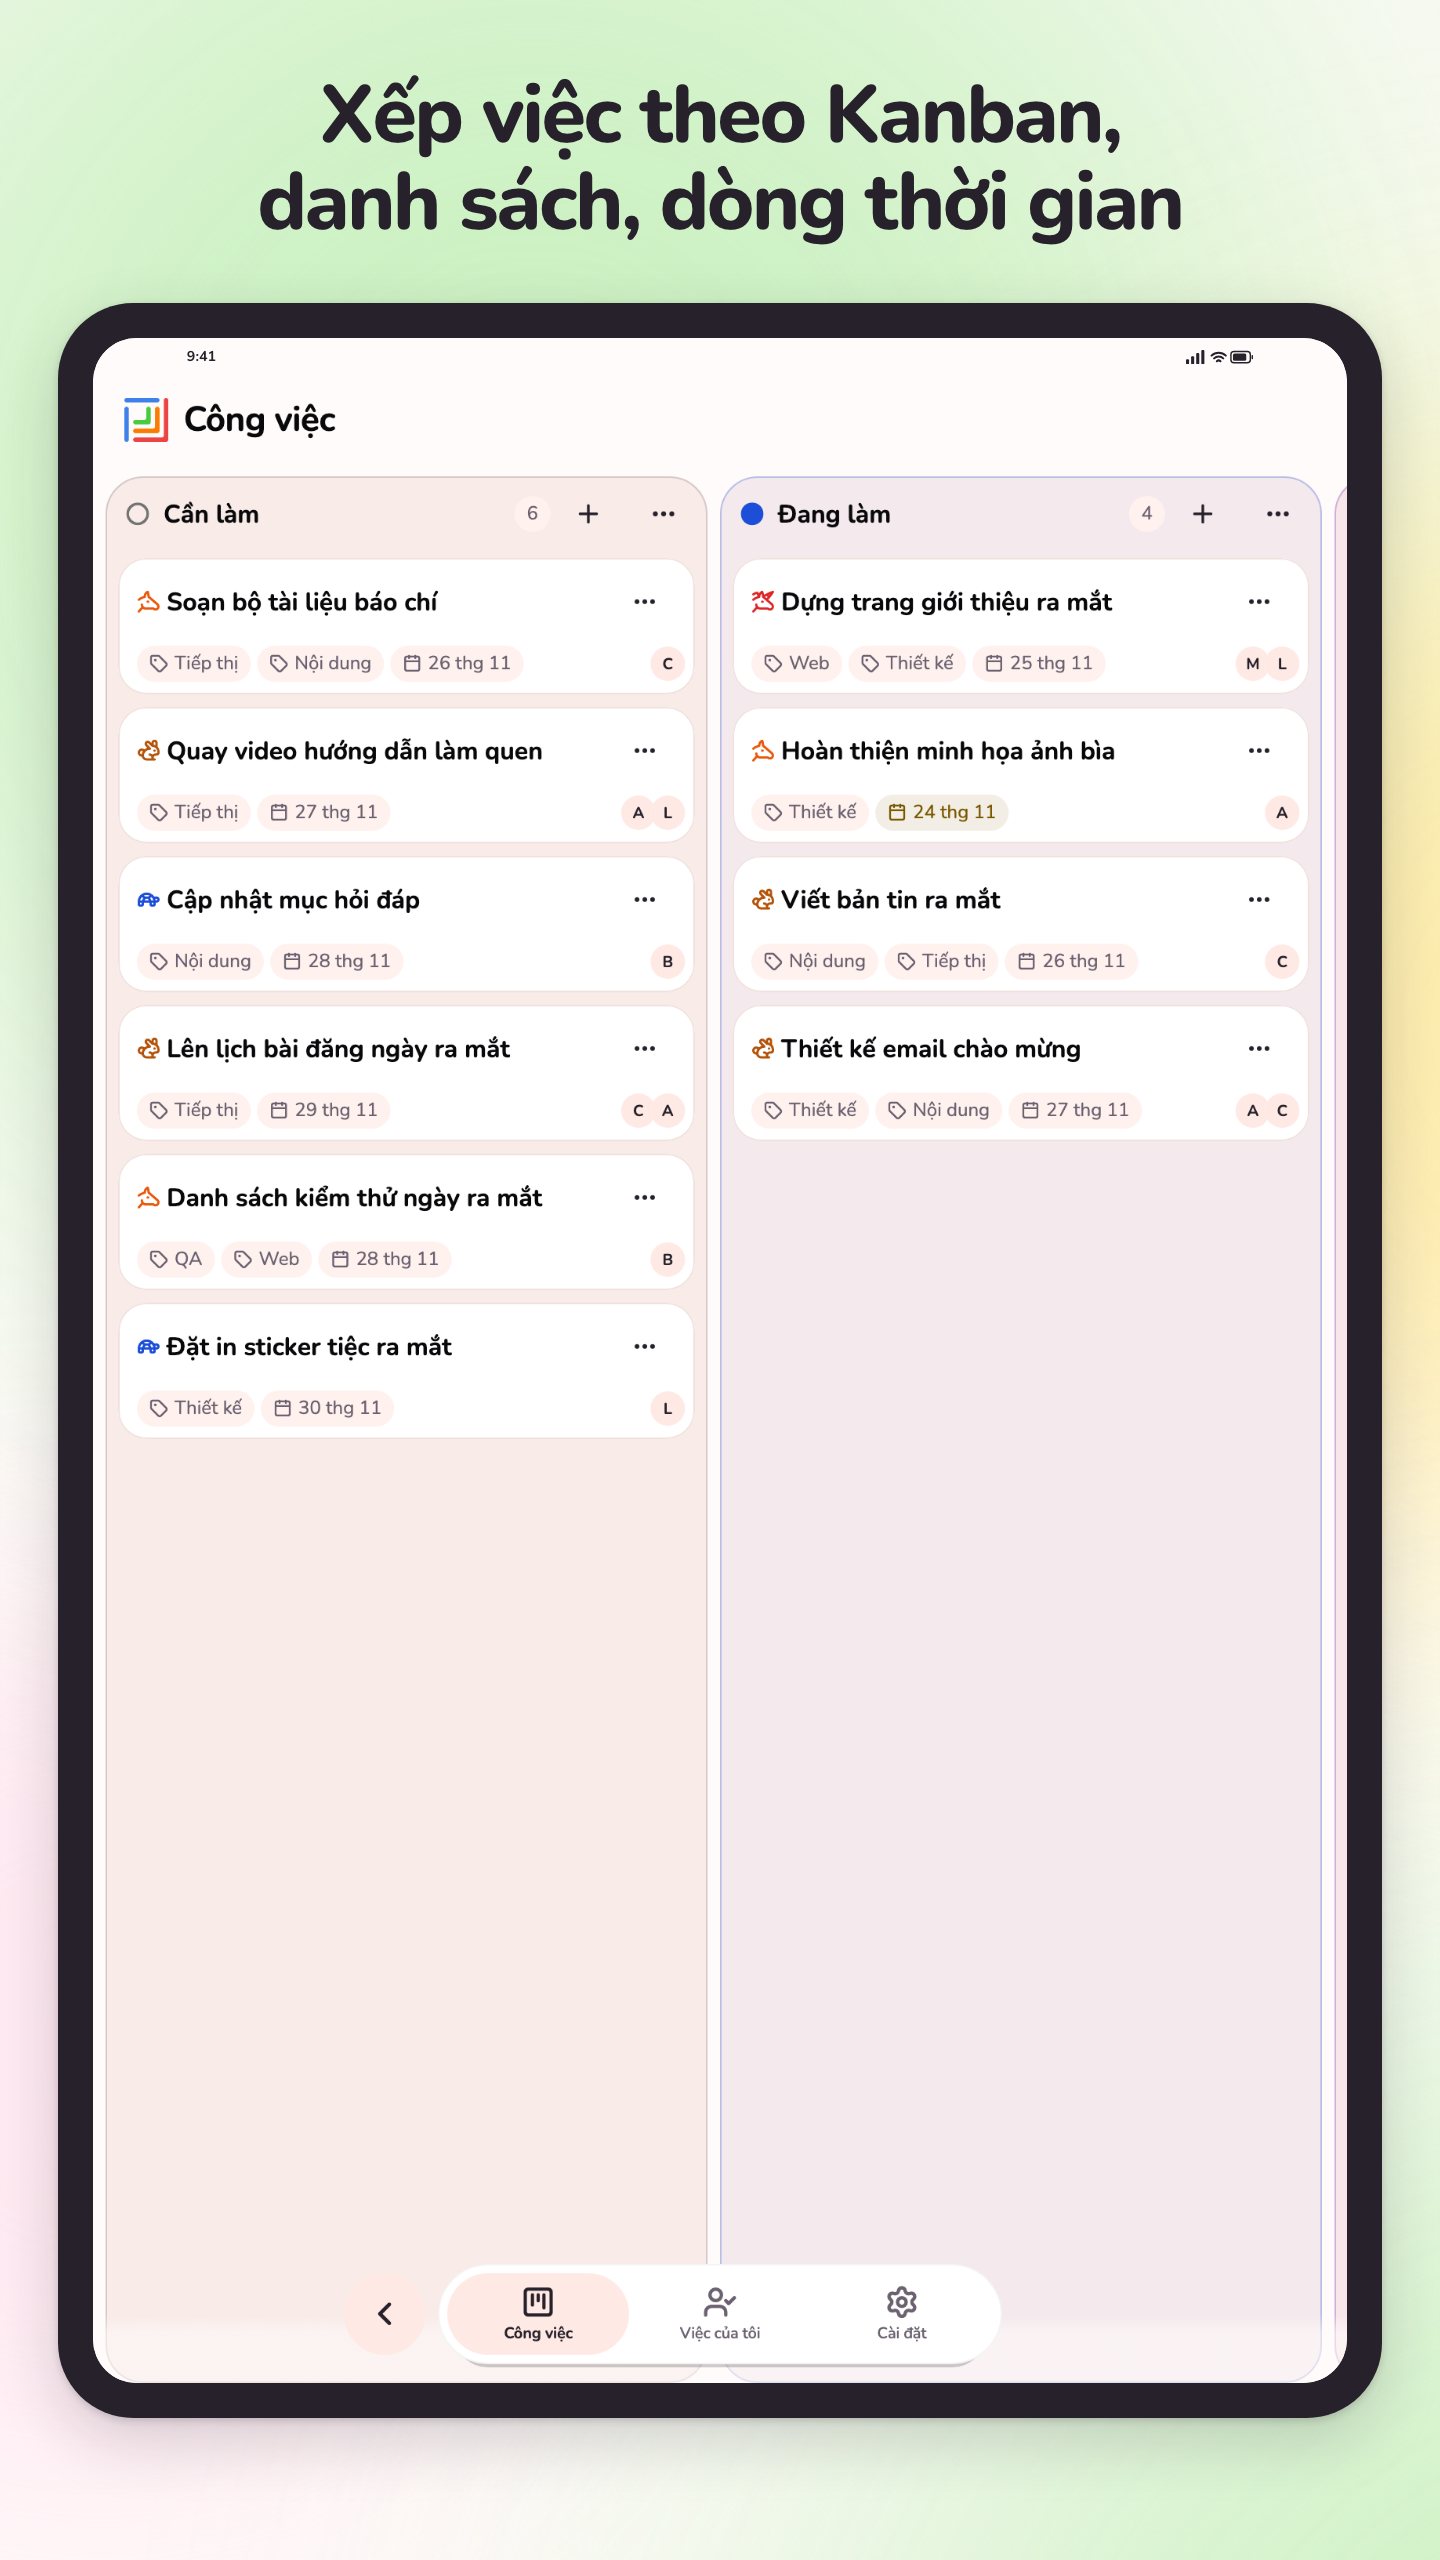 Xếp việc theo Kanban,
danh sách, dòng thời gian
9:41
Công việc
Cần làm 6
Soạn bộ tài liệu báo chí
Tiếp thị Nội dung 26 thg 11 C
Quay video hướng dẫn làm quen
Tiếp thị 27 thg 11 A L
Cập nhật mục hỏi đáp
Nội dung 28 thg 11 B
Lên lịch bài đăng ngày ra mắt
Tiếp thị 29 thg 11 C A
Danh sách kiểm thử ngày ra mắt
QA Web 28 thg 11 B
Đặt in sticker tiệc ra mắt
Thiết kế 30 thg 11 L
Đang làm 4
Dựng trang giới thiệu ra mắt
Web Thiết kế 25 thg 11 M L
Hoàn thiện minh họa ảnh bìa
Thiết kế 24 thg 11 A
Viết bản tin ra mắt
Nội dung Tiếp thị 26 thg 11 C
Thiết kế email chào mừng
Thiết kế Nội dung 27 thg 11 A C
Công việc Việc của tôi Cài đặt